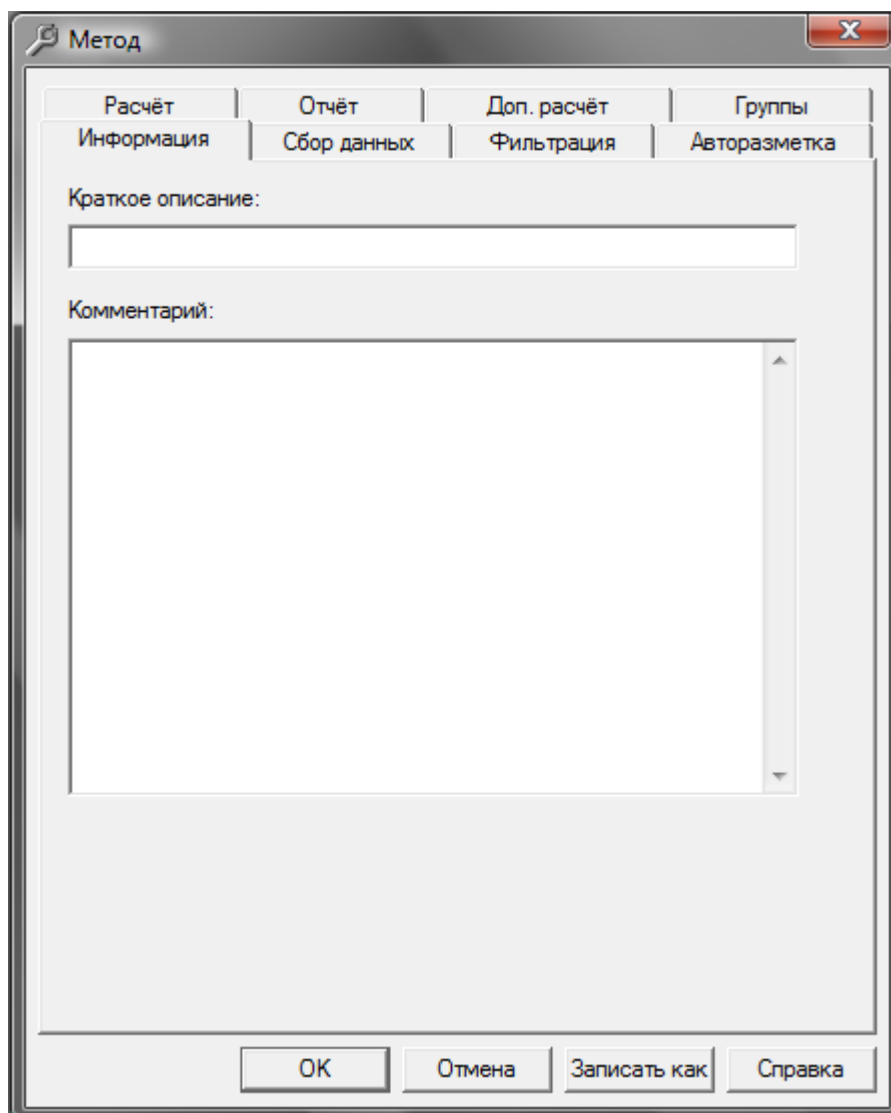 Метод
Расчёт Отчёт Доп. расчёт Группы
Информация Сбор данных Фильтрация Авторазметка
Краткое описание:
Комментарий:
OK Отмена Записать как Справка